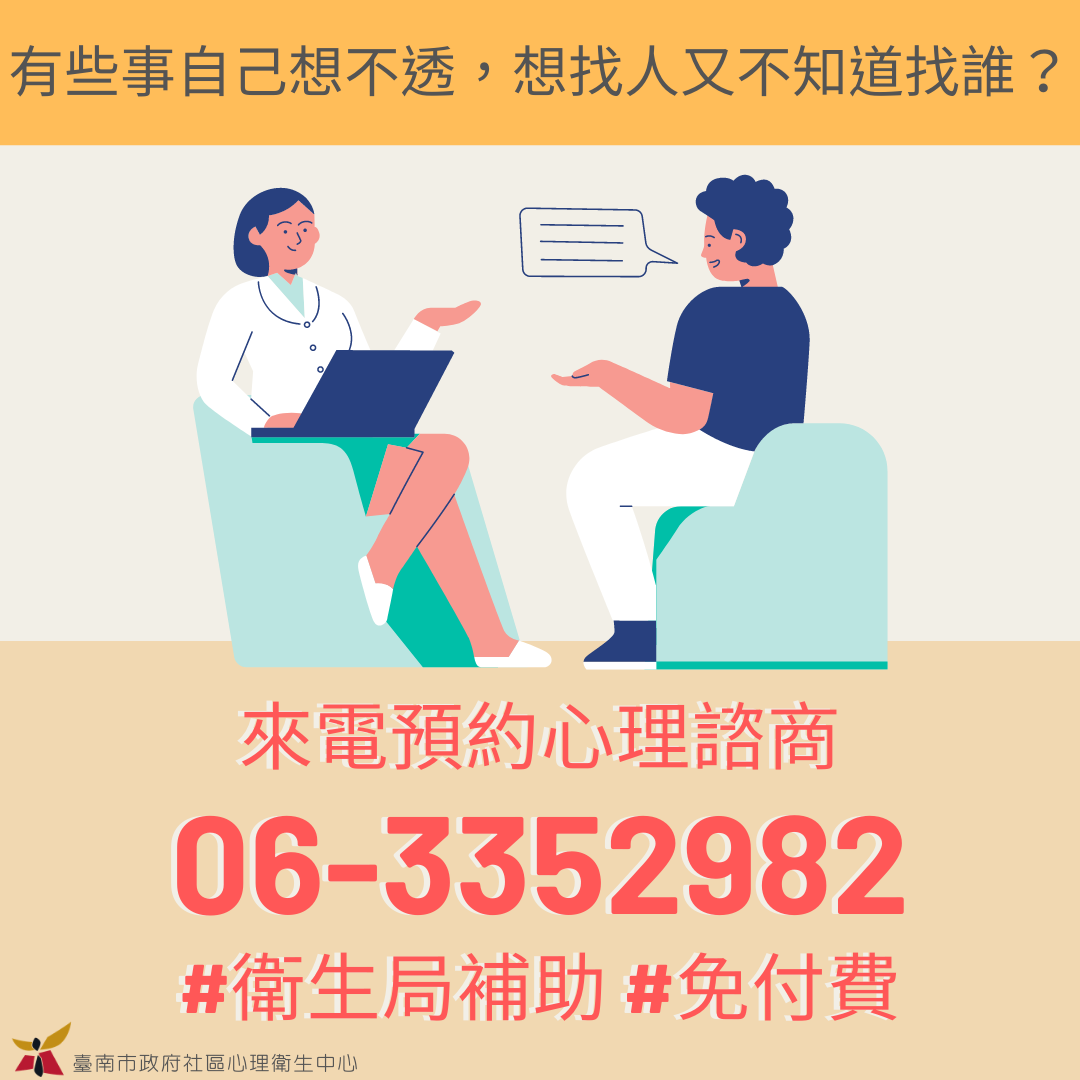 有些事自己想不透，想找人又不知道找誰？
來電預約心理諮商
06-3352982
#衛生局補助 #免付費
臺南市政府社區心理衛生中心